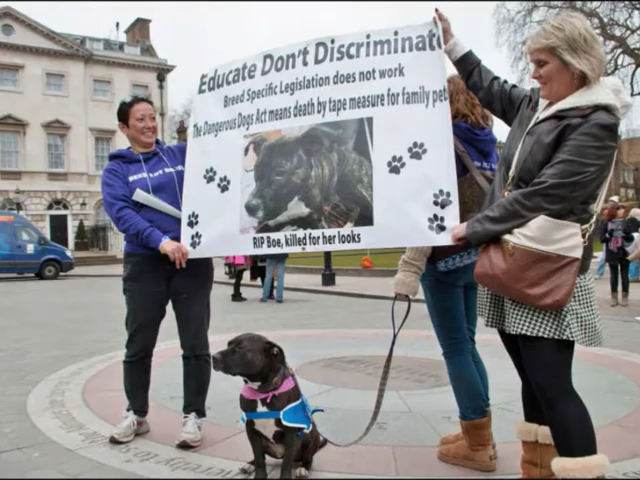 Educate Don't Discriminate
Breed Specific Legislation does not work
The Dangerous Dogs Act means death by tape measure for family pet
RIP Boe, killed for her looks